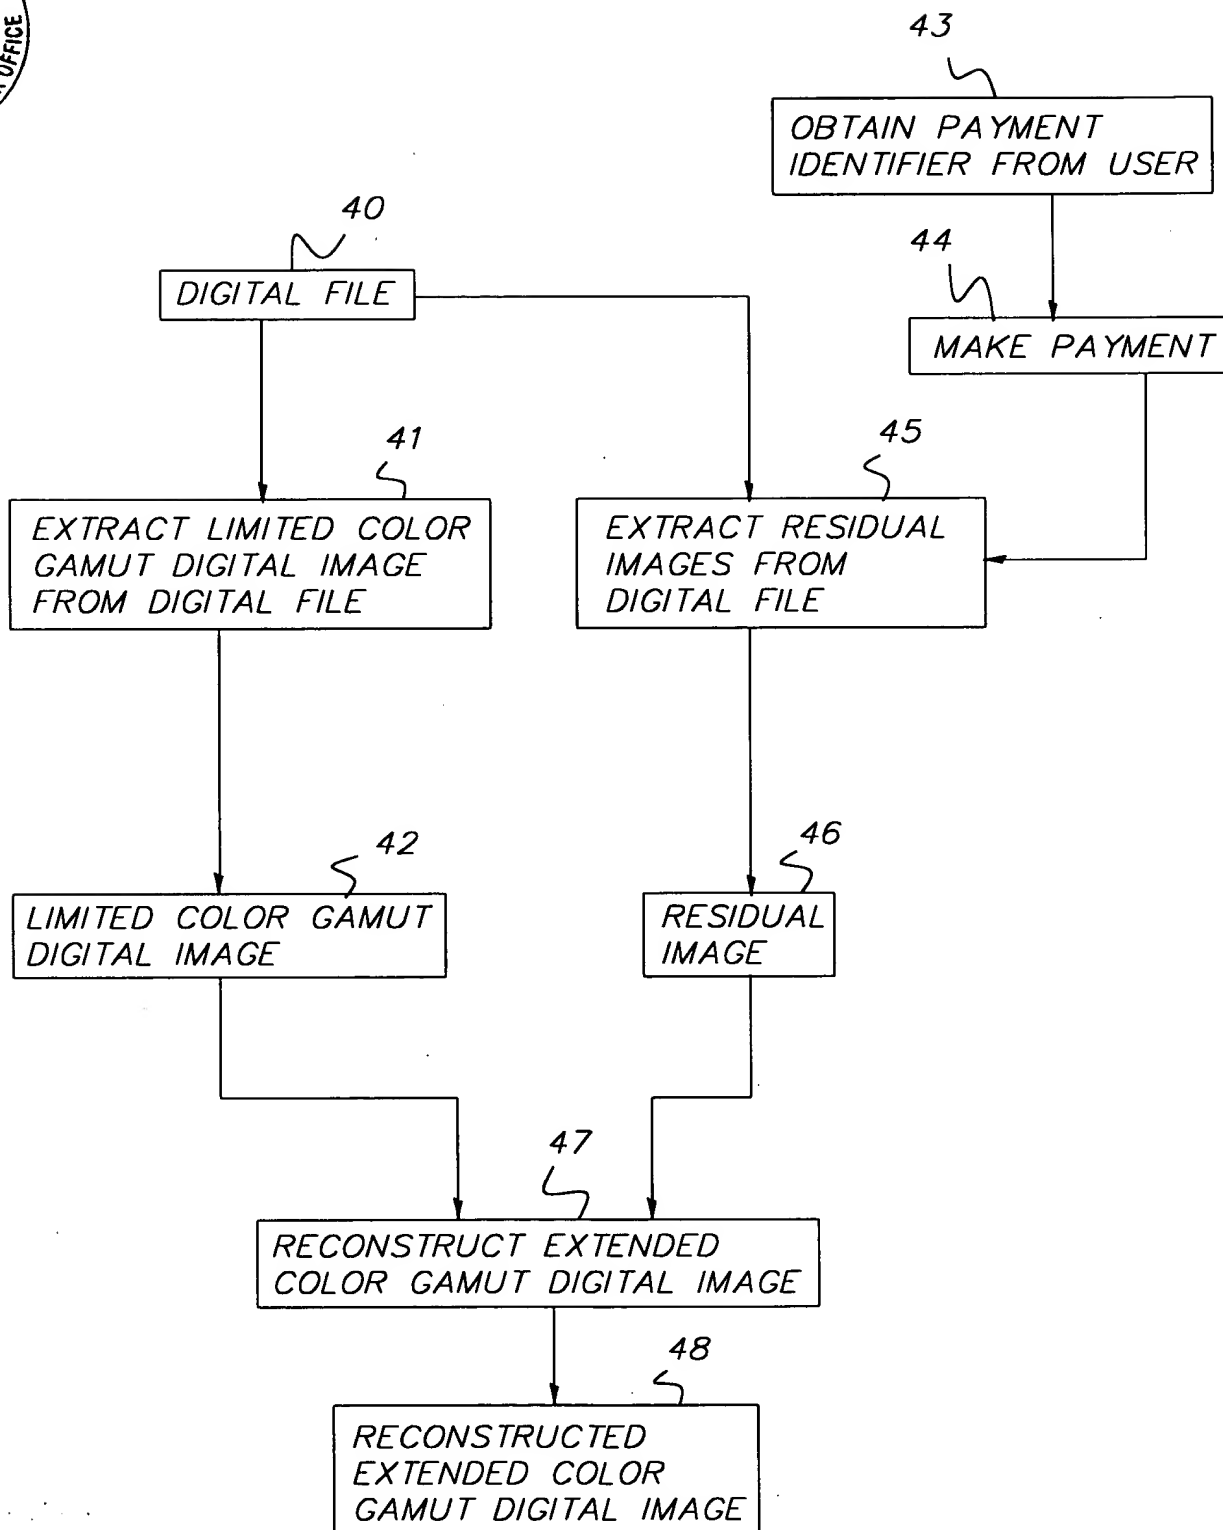 OFFICE
43
OBTAIN PAYMENT
IDENTIFIER FROM USER
40
44
DIGITAL FILE
MAKE PAYMENT
41
45
EXTRACT LIMITED COLOR
GAMUT DIGITAL IMAGE
FROM DIGITAL FILE
EXTRACT RESIDUAL
IMAGES FROM
DIGITAL FILE
42
46
LIMITED COLOR GAMUT
DIGITAL IMAGE
RESIDUAL
IMAGE
47
RECONSTRUCT EXTENDED
COLOR GAMUT DIGITAL IMAGE
48
RECONSTRUCTED
EXTENDED COLOR
GAMUT DIGITAL IMAGE